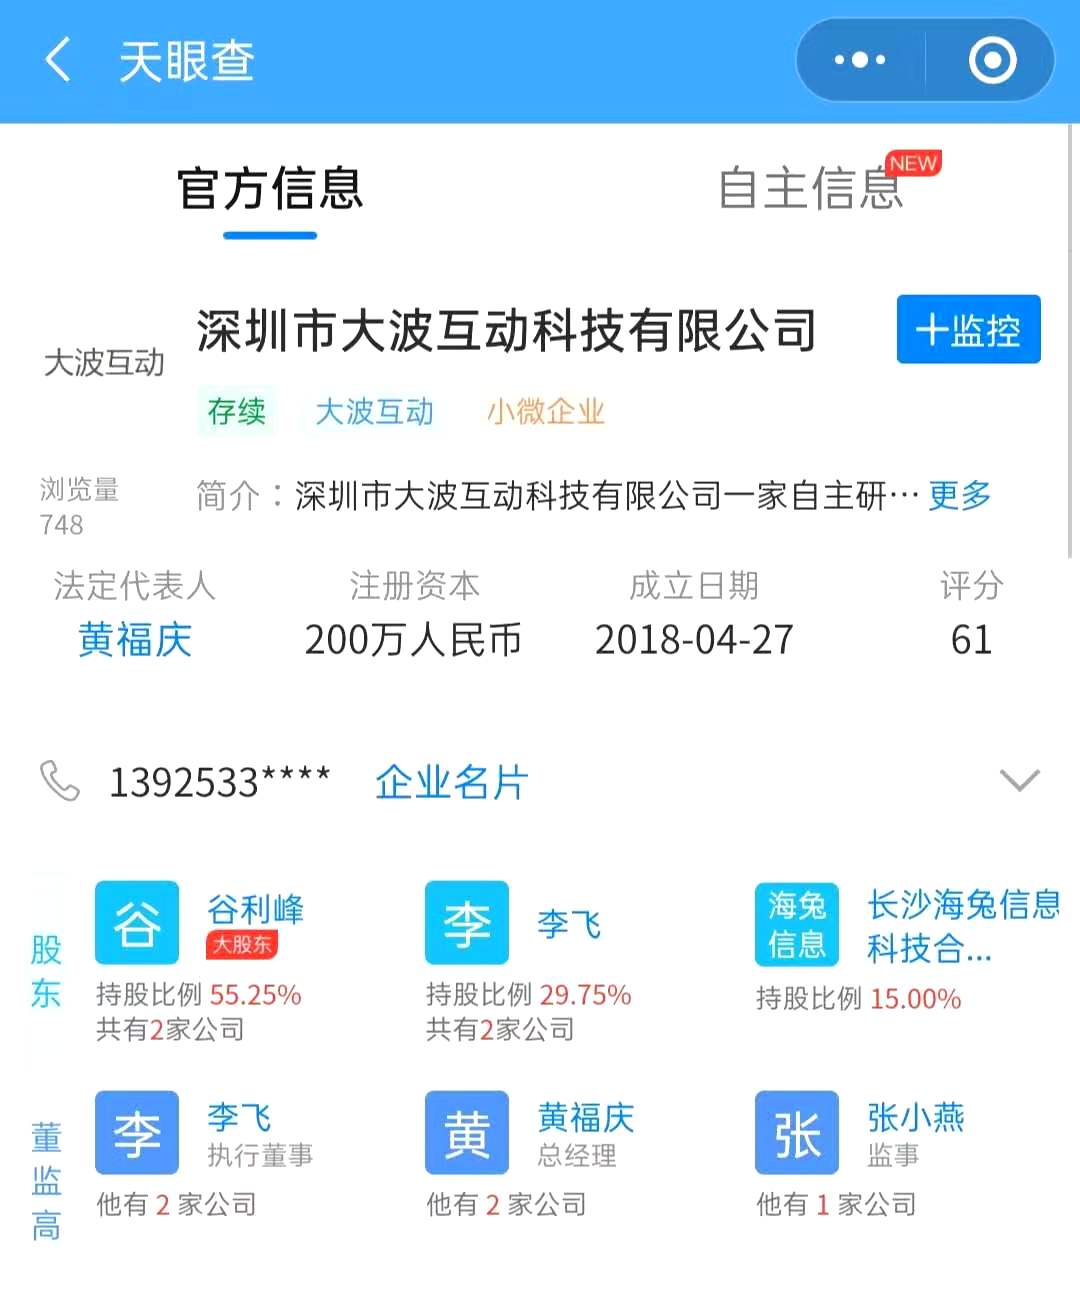 天眼查
官方信息
自主信息
NEW
大波互动
深圳市大波互动科技有限公司
十监控
存续 大波互动 小微企业
浏览量
748
简介：深圳市大波互动科技有限公司一家自主研… 更多
法定代表人 注册资本 成立日期 评分
黄福庆 200万人民币 2018-04-27 61
1392533**** 企业名片
股东
谷
谷利峰
大股东
持股比例 55.25%
共有2家公司
李
李飞
持股比例 29.75%
共有2家公司
海兔
信息
长沙海兔信息
科技合...
持股比例 15.00%
董监高
李
李飞
执行董事
他有 2 家公司
黄
黄福庆
总经理
他有 2 家公司
张
张小燕
监事
他有 1 家公司